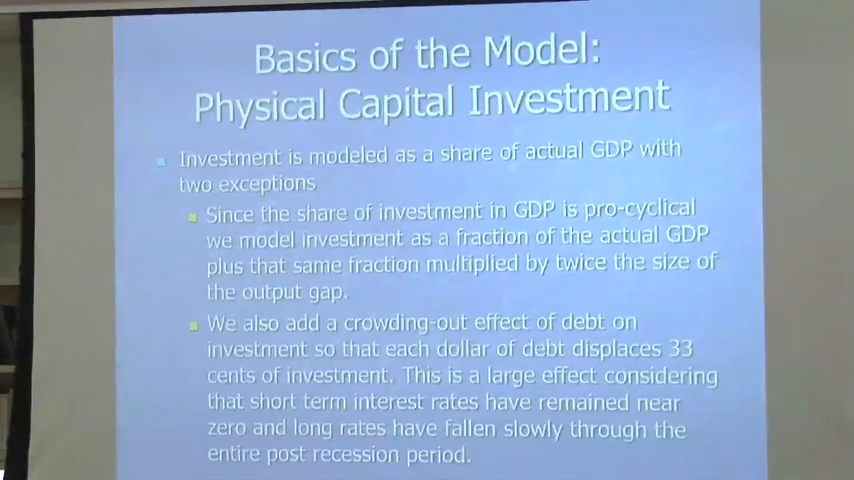 Basics of the Model:
Physical Capital Investment
Investment is modeled as a share of actual GDP with
two exceptions
Since the share of investment in GDP is pro-cyclical
we model investment as a fraction of the actual GDP
plus that same fraction multiplied by twice the size of
the output gap.
We also add a crowding-out effect of debt on
investment so that each dollar of debt displaces 33
cents of investment. This is a large effect considering
that short term interest rates have remained near
zero and long rates have fallen slowly through the
entire post recession period.